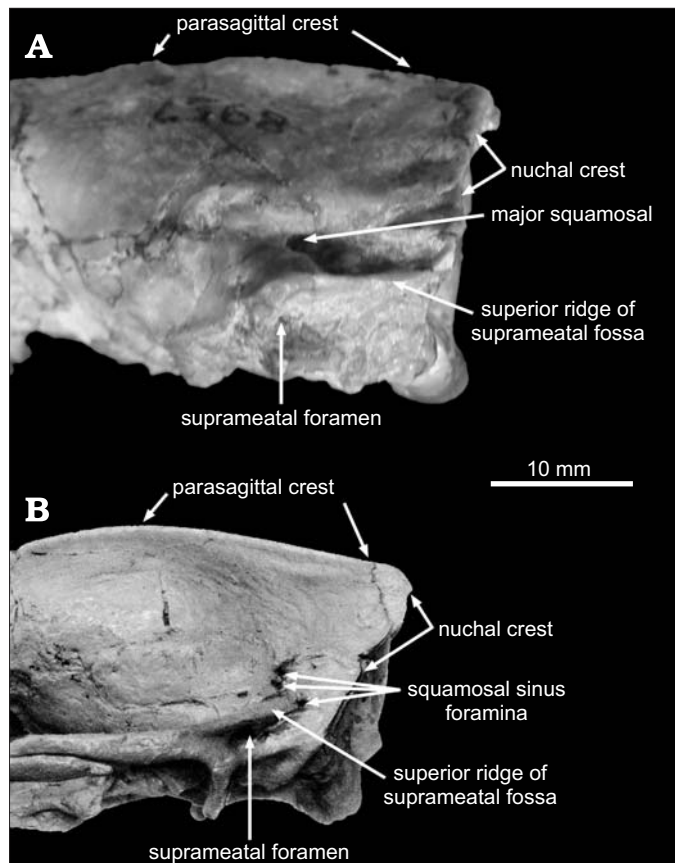 A
parasagittal crest
nuchal crest
major squamosal
superior ridge of
suprameatal fossa
suprameatal foramen
10 mm
B
parasagittal crest
nuchal crest
squamosal sinus
foramina
superior ridge of
suprameatal fossa
suprameatal foramen